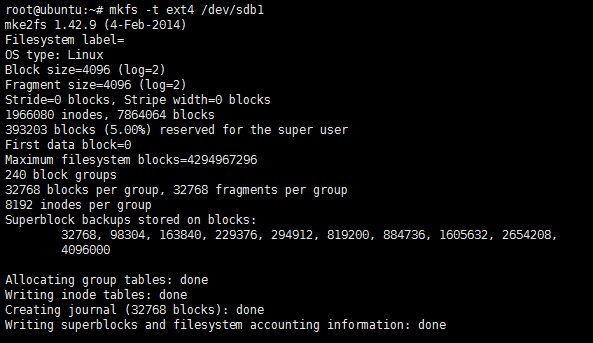 root@ubuntu:~# mkfs -t ext4 /dev/sdb1
mke2fs 1.42.9 (4-Feb-2014)
Filesystem label=
OS type: Linux
Block size=4096 (log=2)
Fragment size=4096 (log=2)
Stride=0 blocks, Stripe width=0 blocks
1966080 inodes, 7864064 blocks
393203 blocks (5.00%) reserved for the super user
First data block=0
Maximum filesystem blocks=4294967296
240 block groups
32768 blocks per group, 32768 fragments per group
8192 inodes per group
Superblock backups stored on blocks:
32768, 98304, 163840, 229376, 294912, 819200, 884736, 1605632, 2654208,
4096000
Allocating group tables: done
Writing inode tables: done
Creating journal (32768 blocks): done
Writing superblocks and filesystem accounting information: done